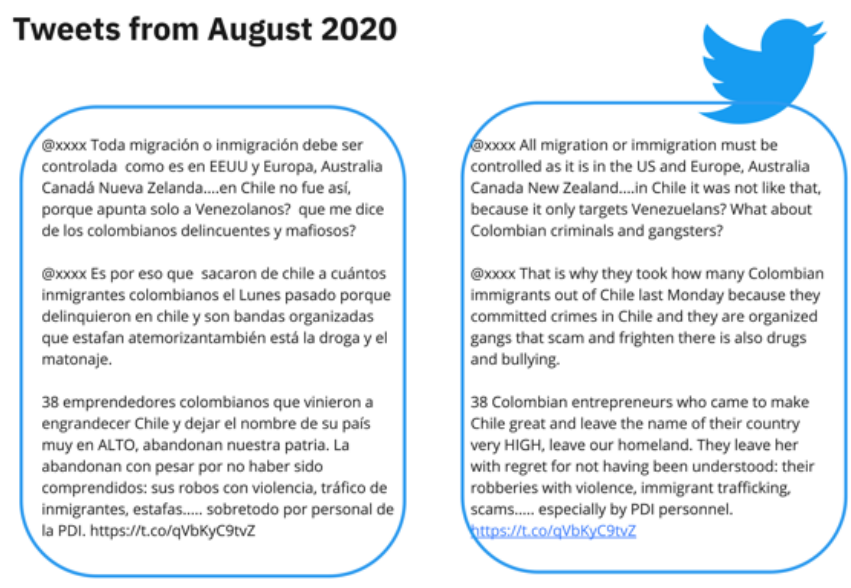 Tweets from August 2020
@xxxx Toda migración o inmigración debe ser
controlada  como es en EEUU y Europa, Australia
Canadá Nueva Zelanda....en Chile no fue así,
porque apunta solo a Venezolanos?  que me dice
de los colombianos delincuentes y mafiosos?
@xxxx Es por eso que  sacaron de chile a cuántos
inmigrantes colombianos el Lunes pasado porque
delinquieron en chile y son bandas organizadas
que estafan atemorizantambién está la droga y el
matonaje.
38 emprendedores colombianos que vinieron a
engrandecer Chile y dejar el nombre de su país
muy en ALTO, abandonan nuestra patria. La
abandonan con pesar por no haber sido
comprendidos: sus robos con violencia, tráfico de
inmigrantes, estafas..... sobretodo por personal de
la PDI. https://t.co/qVbKyC9tvZ
@xxxx All migration or immigration must be
controlled as it is in the US and Europe, Australia
Canada New Zealand....in Chile it was not like that,
because it only targets Venezuelans? What about
Colombian criminals and gangsters?
@xxxx That is why they took how many Colombian
immigrants out of Chile last Monday because they
committed crimes in Chile and they are organized
gangs that scam and frighten there is also drugs
and bullying.
38 Colombian entrepreneurs who came to make
Chile great and leave the name of their country
very HIGH, leave our homeland. They leave her
with regret for not having been understood: their
robberies with violence, immigrant trafficking,
scams..... especially by PDI personnel.
https://t.co/qVbKyC9tvZ